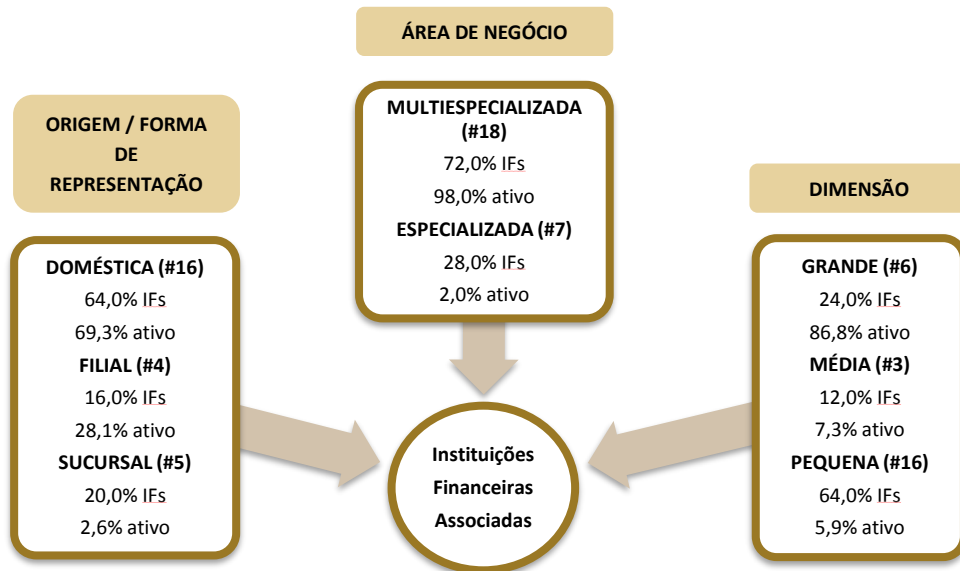 ÁREA DE NEGÓCIO
MULTIESPECIALIZADA
(#18)
72,0% IFs
98,0% ativo
ESPECIALIZADA (#7)
28,0% IFs
2,0% ativo
ORIGEM / FORMA
DE
REPRESENTAÇÃO
DOMÉSTICA (#16)
64,0% IFs
69,3% ativo
FILIAL (#4)
16,0% IFs
28,1% ativo
SUCURSAL (#5)
20,0% IFs
2,6% ativo
DIMENSÃO
GRANDE (#6)
24,0% IFs
86,8% ativo
MÉDIA (#3)
12,0% IFs
7,3% ativo
PEQUENA (#16)
64,0% IFs
5,9% ativo
Instituições
Financeiras
Associadas